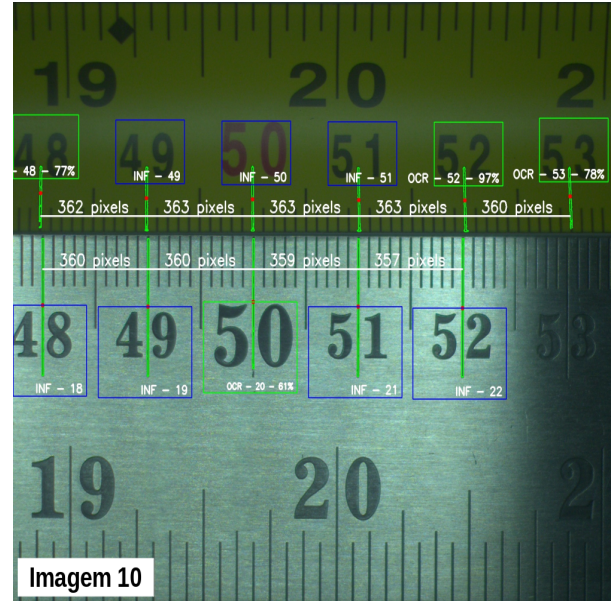 19 20 2
48 49 50 51 52 53
48 - 77% INF - 49 INF - 50 INF - 51 OCR - 52 - 97% OCR - 53 - 78%
362 pixels 363 pixels 363 pixels 363 pixels 360 pixels
360 pixels 360 pixels 359 pixels 357 pixels
48 49 50 51 52 53
INF - 18 INF - 19 OCR - 20 - 61% INF - 21 INF - 22
19 20 2
Imagem 10